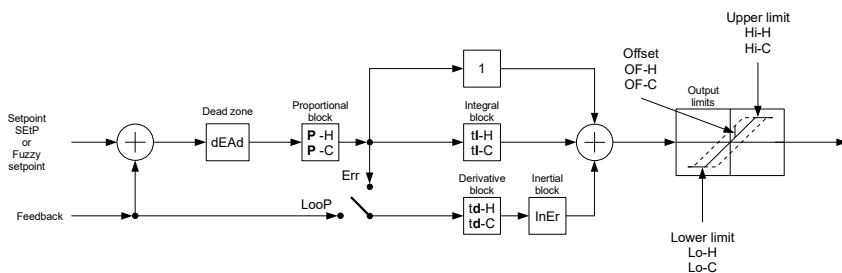 Upper limit
Hi-H
Hi-C
Offset
OF-H
OF-C
Output
limits
1
Setpoint
SEtP
or
Fuzzy
setpoint
Dead zone
dEAd
Proportional
block
P -H
P -C
Integral
block
tI-H
tI-C
Err
LooP
Derivative
block
td-H
td-C
Inertial
block
InEr
Feedback
Lower limit
Lo-H
Lo-C